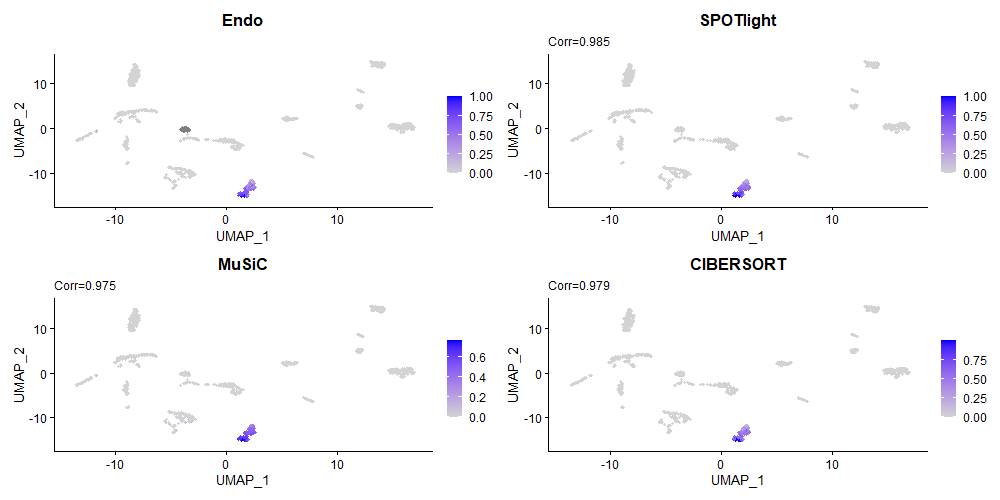 Endo
UMAP_2
10
0
-10
-10
0
10
UMAP_1
1.00
0.75
0.50
0.25
0.00
SPOTlight
Corr=0.985
UMAP_2
10
0
-10
-10
0
10
UMAP_1
1.00
0.75
0.50
0.25
0.00
MuSiC
Corr=0.975
UMAP_2
10
0
-10
-10
0
10
UMAP_1
0.6
0.4
0.2
0.0
CIBERSORT
Corr=0.979
UMAP_2
10
0
-10
-10
0
10
UMAP_1
0.75
0.50
0.25
0.00